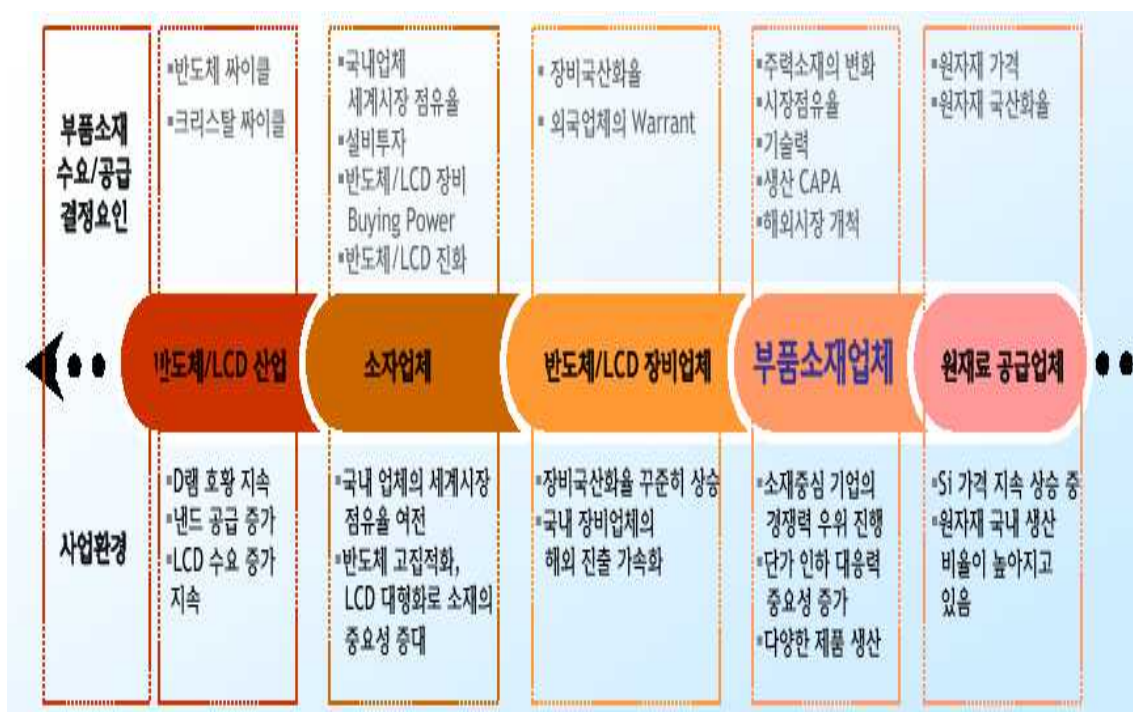 부품소재
수요/공급
결정요인
▪반도체 싸이클
▪크리스탈 싸이클
▪국내업체
세계시장 점유율
▪설비투자
▪반도체/LCD 장비
Buying Power
▪반도체/LCD 진화
▪장비국산화율
▪외국업체의 Warrant
▪주력소재의 변화
▪시장점유율
▪기술력
▪생산 CAPA
▪해외시장 개척
▪원자재 가격
▪원자재 국산화율
반도체/LCD 산업
소자업체
반도체/LCD 장비업체
부품소재업체
원재료 공급업체
사업환경
▪D램 호황 지속
▪낸드 공급 증가
▪LCD 수요 증가
지속
▪국내 업체의 세계시장
점유율 여전
▪반도체 고집적화,
LCD 대형화로 소재의
중요성 증대
▪장비국산화율 꾸준히 상승
▪국내 장비업체의
해외 진출 가속화
▪소재중심 기업의
경쟁력 우위 진행
▪단가 인하 대응력
중요성 증가
▪다양한 제품 생산
▪Si 가격 지속 상승 중
▪원자재 국내 생산
비율이 높아지고
있음